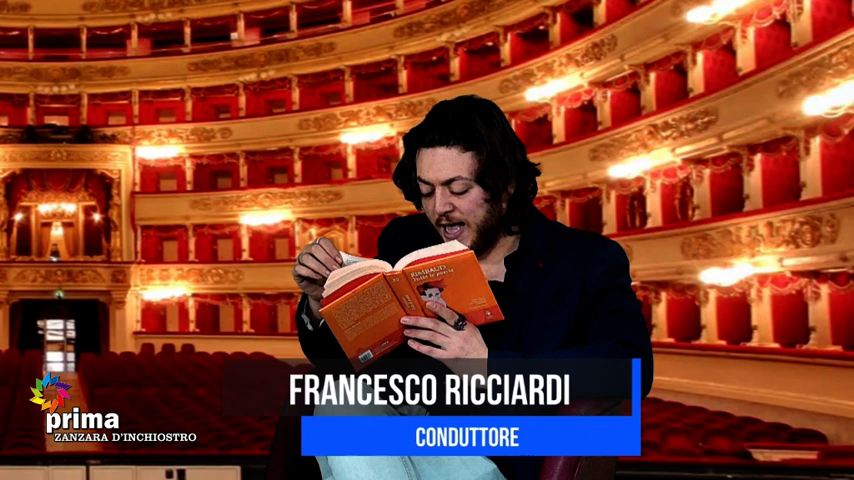 RIMBAUD
Tutte le poesie
FRANCESCO RICCIARDI
CONDUTTORE
prima
ZANZARA D'INCHIOSTRO